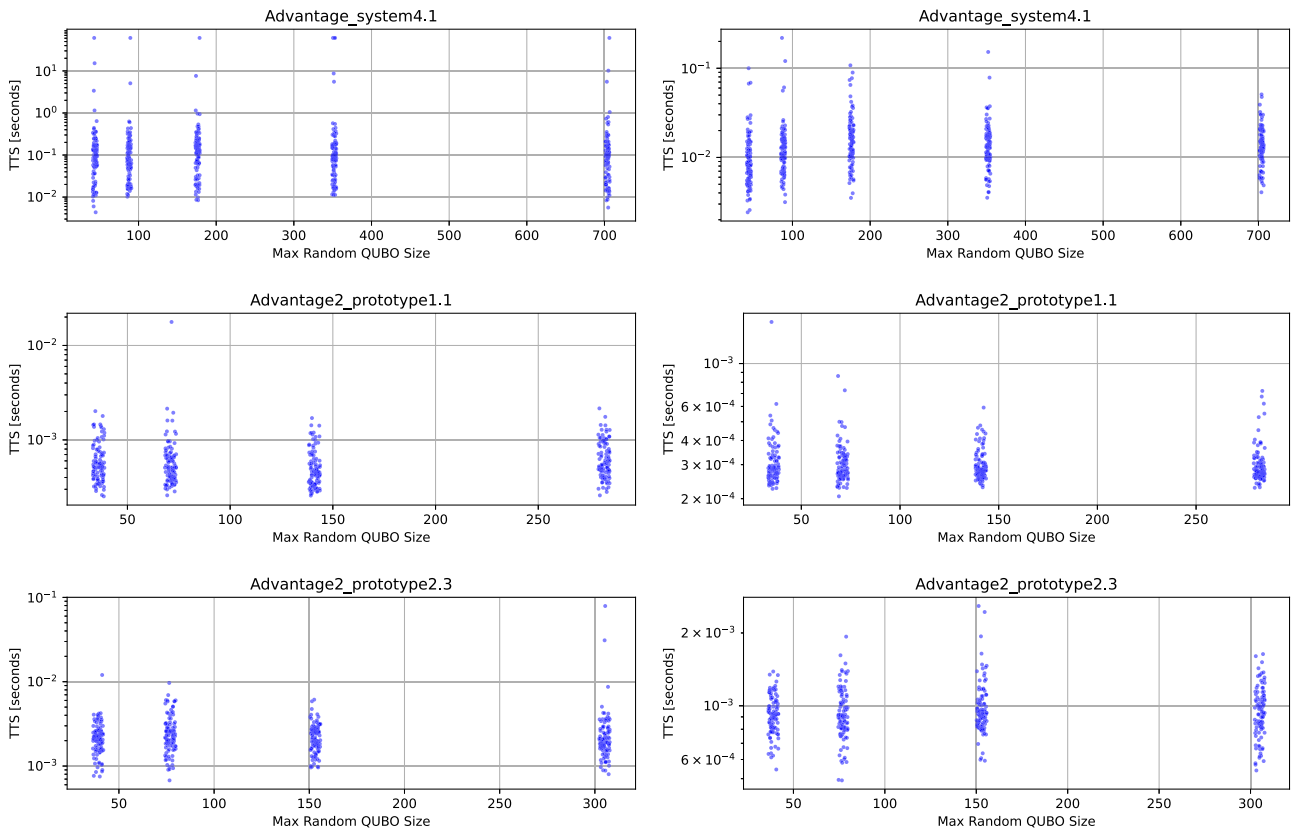 Advantage_system4.1
TTS [seconds]
10¹
10⁰
10⁻¹
10⁻²
100 200 300 400 500 600 700
Max Random QUBO Size
Advantage_system4.1
TTS [seconds]
10⁻¹
10⁻²
100 200 300 400 500 600 700
Max Random QUBO Size
Advantage2_prototype1.1
TTS [seconds]
10⁻²
10⁻³
50 100 150 200 250
Max Random QUBO Size
Advantage2_prototype1.1
TTS [seconds]
10⁻³
6 × 10⁻⁴
4 × 10⁻⁴
3 × 10⁻⁴
2 × 10⁻⁴
50 100 150 200 250
Max Random QUBO Size
Advantage2_prototype2.3
TTS [seconds]
10⁻¹
10⁻²
10⁻³
50 100 150 200 250 300
Max Random QUBO Size
Advantage2_prototype2.3
TTS [seconds]
2 × 10⁻³
10⁻³
6 × 10⁻⁴
50 100 150 200 250 300
Max Random QUBO Size